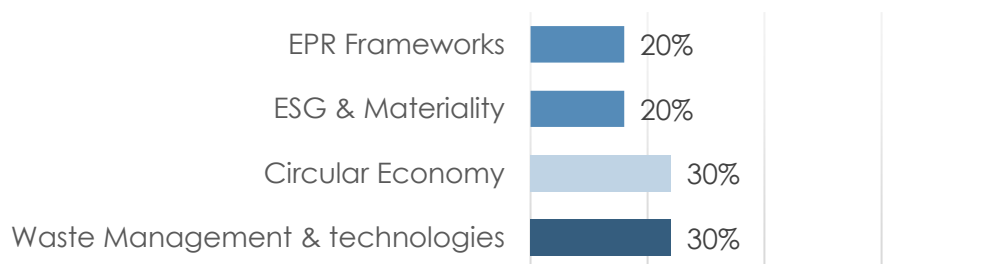 EPR Frameworks 20%
ESG & Materiality 20%
Circular Economy 30%
Waste Management & technologies 30%